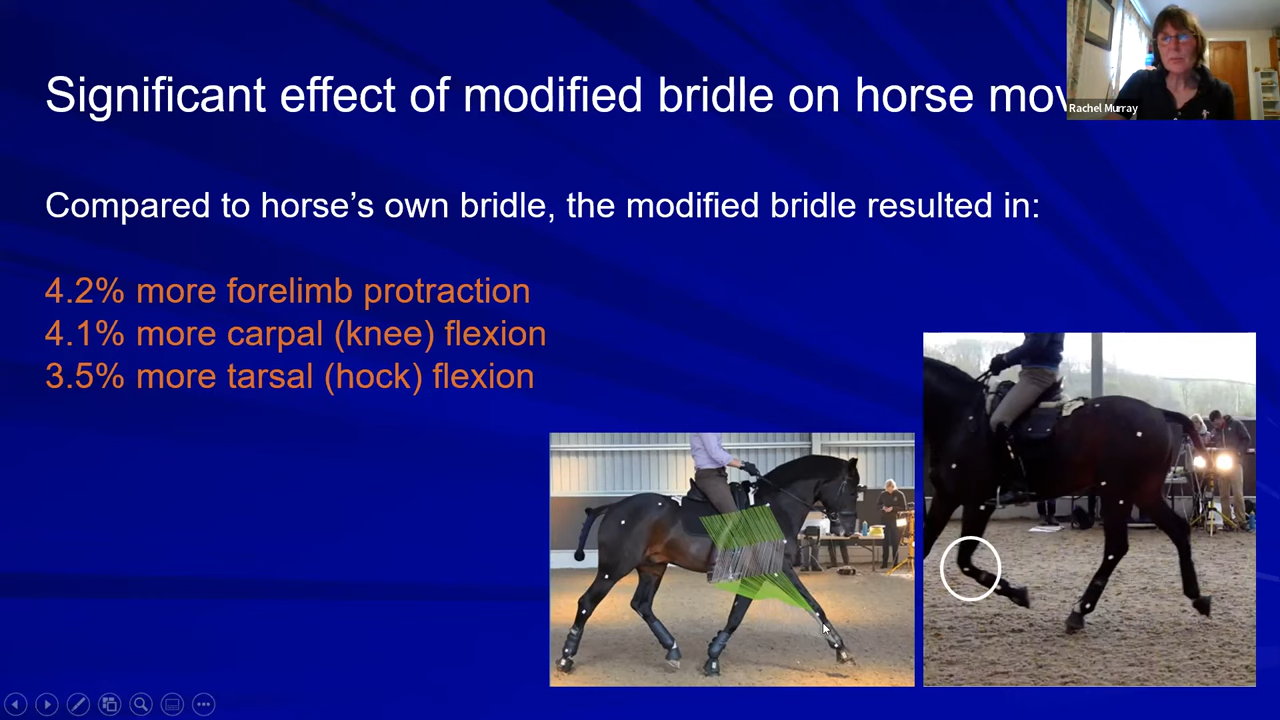 Significant effect of modified bridle on horse mov
Rachel Murray
Compared to horse’s own bridle, the modified bridle resulted in:
4.2% more forelimb protraction
4.1% more carpal (knee) flexion
3.5% more tarsal (hock) flexion